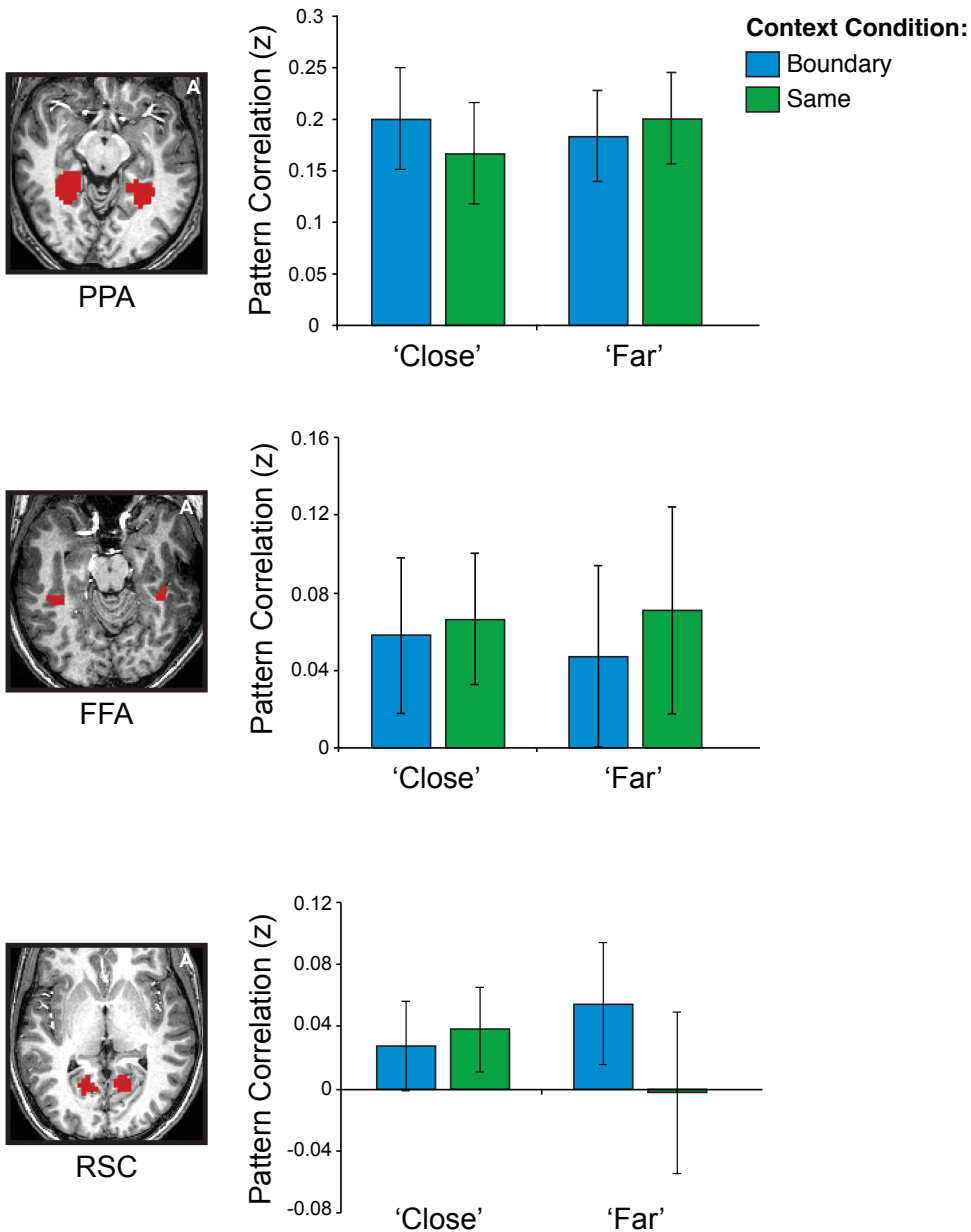 Context Condition:
Boundary
Same
A
PPA
Pattern Correlation (z)
0.3
0.25
0.2
0.15
0.1
0.05
0
‘Close’ ‘Far’
A
FFA
Pattern Correlation (z)
0.16
0.12
0.08
0.04
0
‘Close’ ‘Far’
A
RSC
Pattern Correlation (z)
0.12
0.08
0.04
0
-0.04
-0.08
‘Close’ ‘Far’